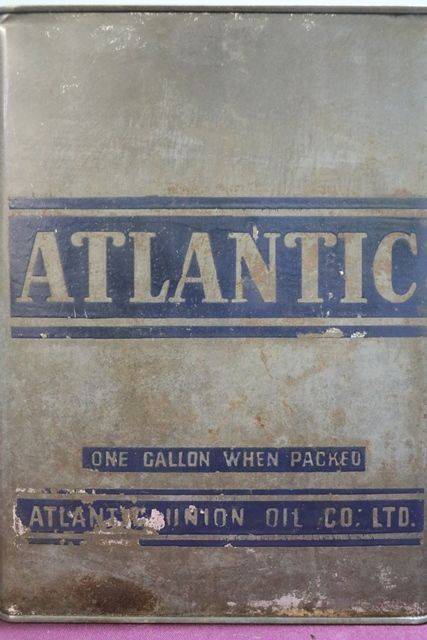 ATLANTIC
ONE GALLON WHEN PACKED
ATLANTIC UNION OIL CO. LTD.